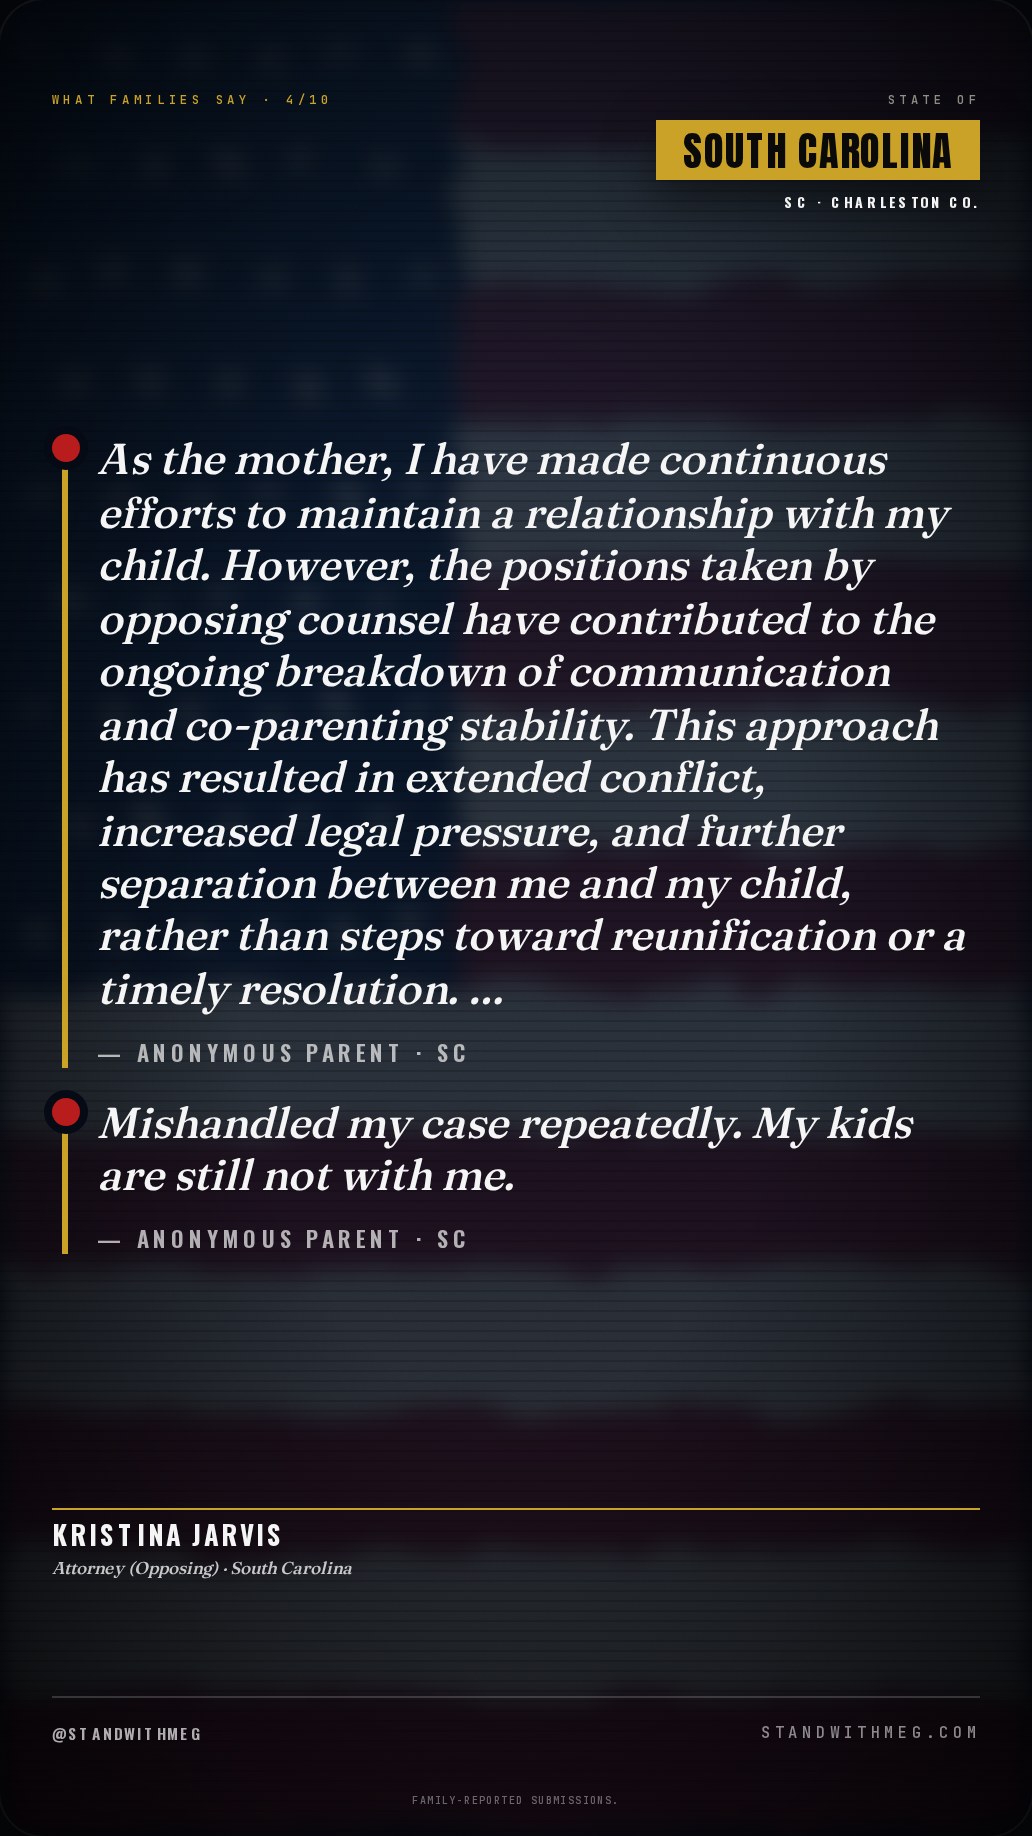 WHAT FAMILIES SAY · 4/10
STATE OF
SOUTH CAROLINA
SC · CHARLESTON CO.
As the mother, I have made continuous
efforts to maintain a relationship with my
child. However, the positions taken by
opposing counsel have contributed to the
ongoing breakdown of communication
and co-parenting stability. This approach
has resulted in extended conflict,
increased legal pressure, and further
separation between me and my child,
rather than steps toward reunification or a
timely resolution. ...
— ANONYMOUS PARENT · SC
Mishandled my case repeatedly. My kids
are still not with me.
— ANONYMOUS PARENT · SC
KRISTINA JARVIS
Attorney (Opposing) · South Carolina
@STANDWITHMEG
STANDWITHMEG.COM
FAMILY-REPORTED SUBMISSIONS.